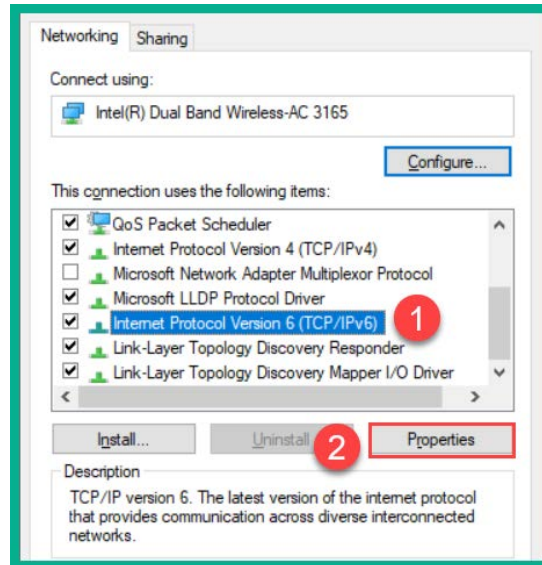 Networking Sharing
Connect using:
Intel(R) Dual Band Wireless-AC 3165
Configure...
This connection uses the following items:
QoS Packet Scheduler
Internet Protocol Version 4 (TCP/IPv4)
Microsoft Network Adapter Multiplexor Protocol
Microsoft LLDP Protocol Driver
Internet Protocol Version 6 (TCP/IPv6) 1
Link-Layer Topology Discovery Responder
Link-Layer Topology Discovery Mapper I/O Driver
Install... Uninstall 2 Properties
Description
TCP/IP version 6. The latest version of the internet protocol
that provides communication across diverse interconnected
networks.